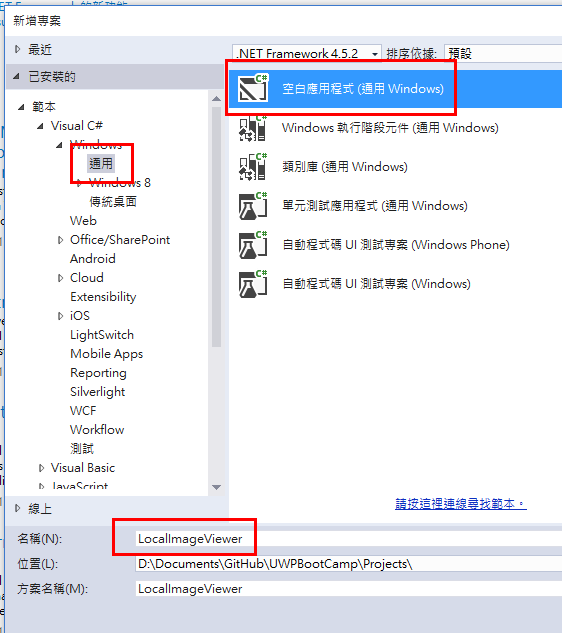 新增專案
最近
.NET Framework 4.5.2 排序依據: 預設
已安裝的
範本
Visual C#
Windows
通用
Windows 8
傳統桌面
Web
Office/SharePoint
Android
Cloud
Extensibility
iOS
LightSwitch
Mobile Apps
Reporting
Silverlight
WCF
Workflow
測試
Visual Basic
JavaScript
線上
C# 空白應用程式 (通用 Windows)
C# Windows 執行階段元件 (通用 Windows)
C# 類別庫 (通用 Windows)
C# 單元測試應用程式 (通用 Windows)
C# 自動程式碼 UI 測試專案 (Windows Phone)
C# 自動程式碼 UI 測試專案 (Windows)
請按這裡連線尋找範本。
名稱(N): LocalImageViewer
位置(L): D:\Documents\GitHub\UWPBootCamp\Projects\
方案名稱(M): LocalImageViewer